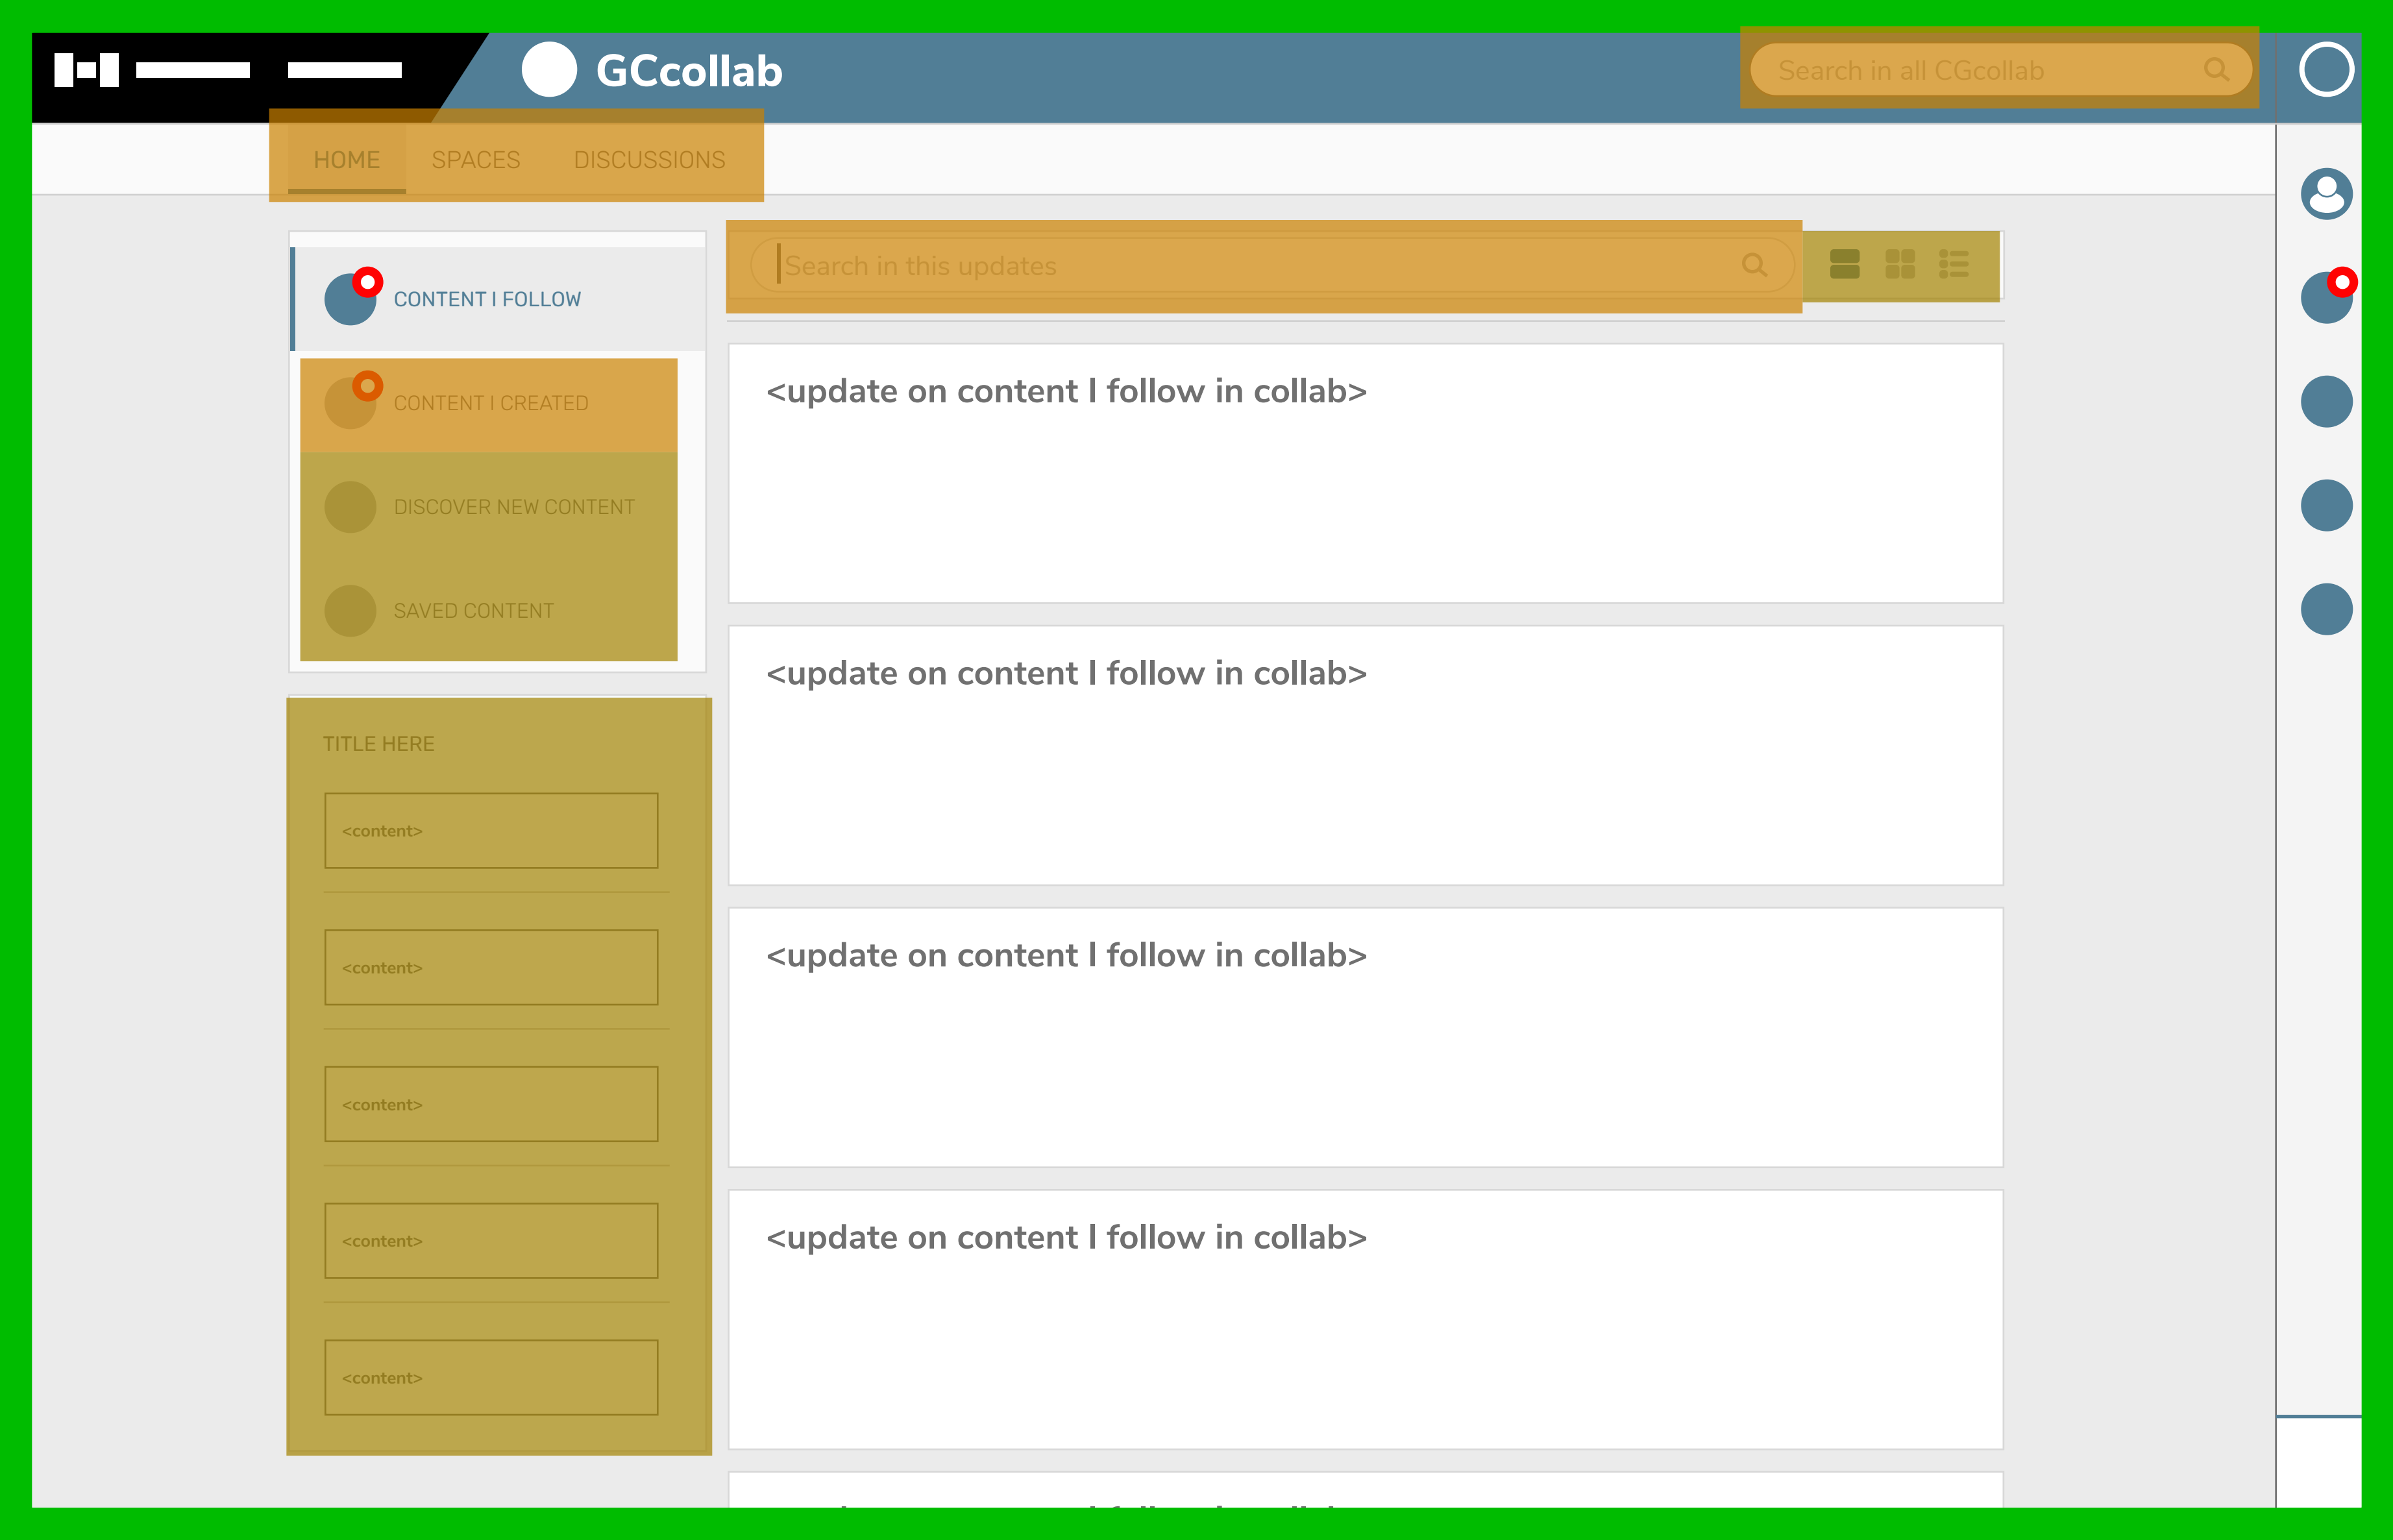 GCcollab
Search in all CGcollab
HOME SPACES DISCUSSIONS
CONTENT I FOLLOW
CONTENT I CREATED
DISCOVER NEW CONTENT
SAVED CONTENT
TITLE HERE
<content>
<content>
<content>
<content>
<content>
Search in this updates
<update on content I follow in collab>
<update on content I follow in collab>
<update on content I follow in collab>
<update on content I follow in collab>